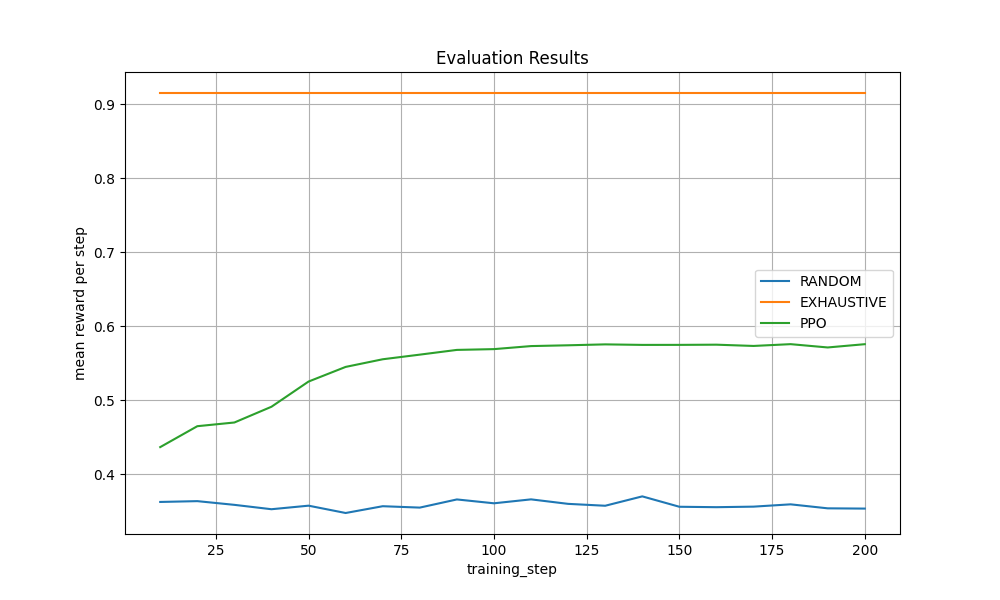 Evaluation Results
0.9
0.8
0.7
0.6
0.5
0.4
mean reward per step
RANDOM
EXHAUSTIVE
PPO
25 50 75 100 125 150 175 200
training_step